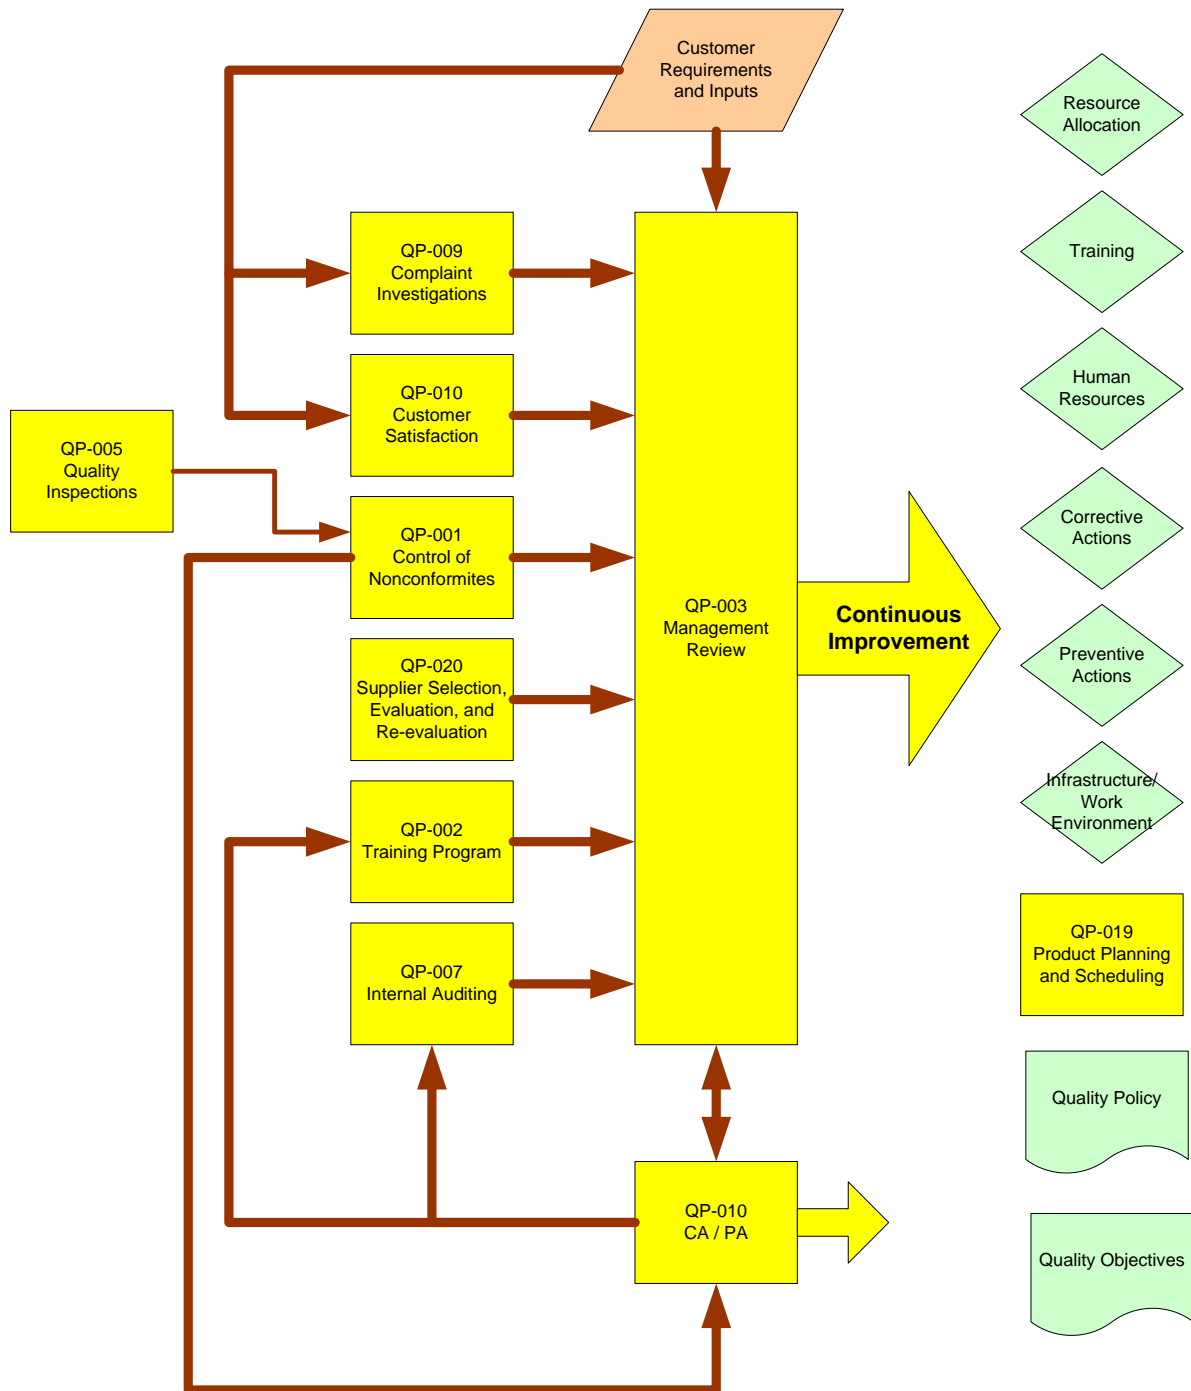 Customer
Requirements
and Inputs
Resource
Allocation
QP-009
Complaint
Investigations
Training
QP-010
Customer
Satisfaction
Human
Resources
QP-005
Quality
Inspections
QP-001
Control of
Nonconformites
Corrective
Actions
QP-003
Management
Review
Continuous
Improvement
QP-020
Supplier Selection,
Evaluation, and
Re-evaluation
Preventive
Actions
QP-002
Training Program
Infrastructure/
Work
Environment
QP-007
Internal Auditing
QP-019
Product Planning
and Scheduling
Quality Policy
QP-010
CA / PA
Quality Objectives